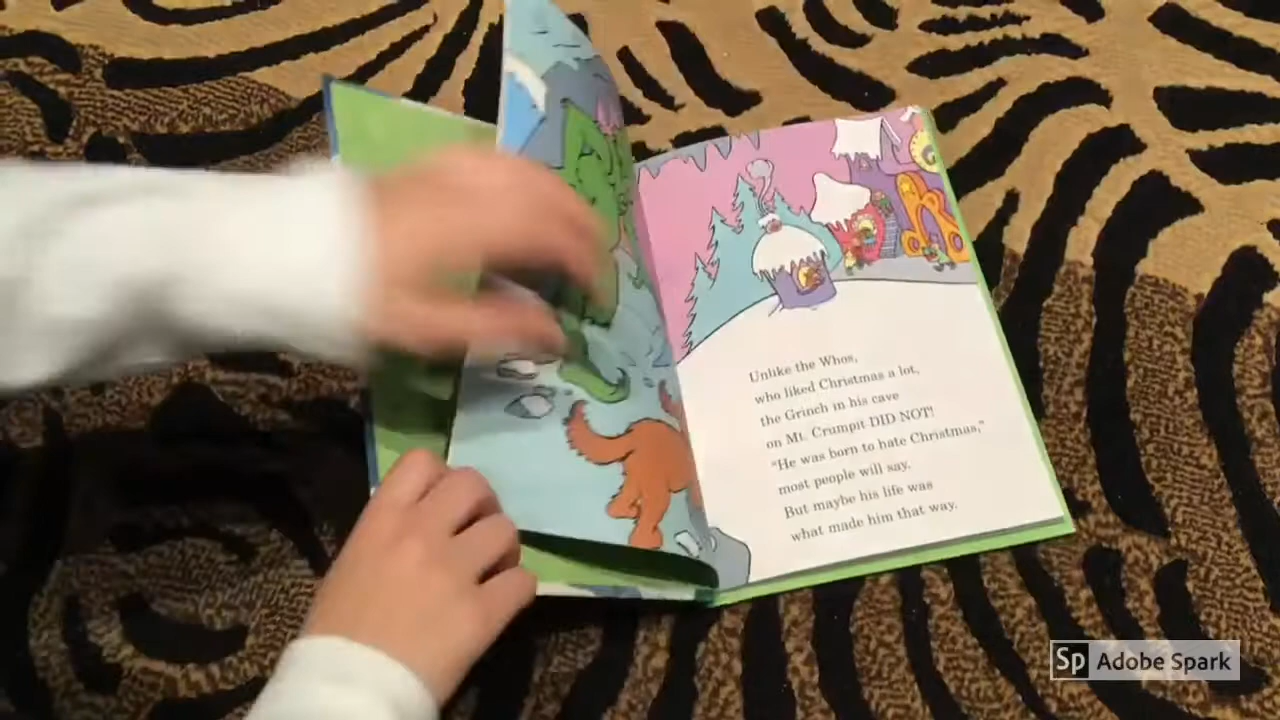 Unlike the Whos,
who liked Christmas a lot,
the Grinch in his cave
on Mt. Crumpit DID NOT!
"He was born to hate Christmas,"
most people will say.
But maybe his life was
what made him that way.
Sp Adobe Spark